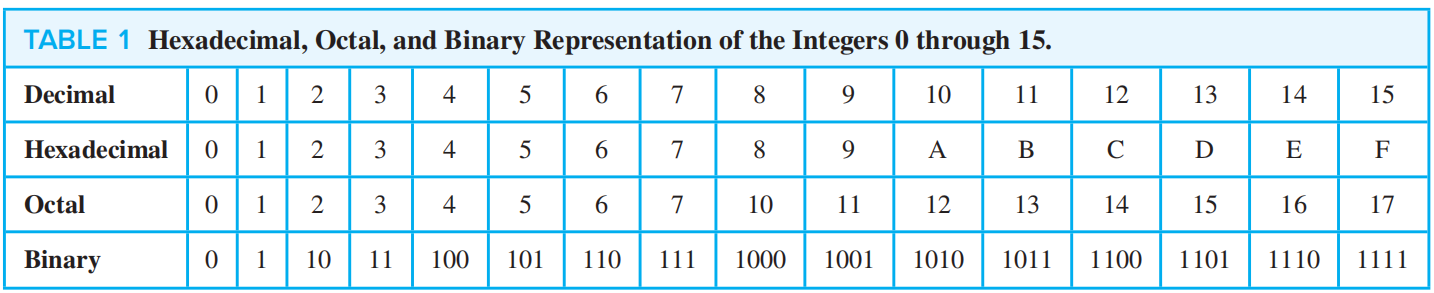 TABLE 1 Hexadecimal, Octal, and Binary Representation of the Integers 0 through 15.
Decimal 0 1 2 3 4 5 6 7 8 9 10 11 12 13 14 15
Hexadecimal 0 1 2 3 4 5 6 7 8 9 A B C D E F
Octal 0 1 2 3 4 5 6 7 10 11 12 13 14 15 16 17
Binary 0 1 10 11 100 101 110 111 1000 1001 1010 1011 1100 1101 1110 1111